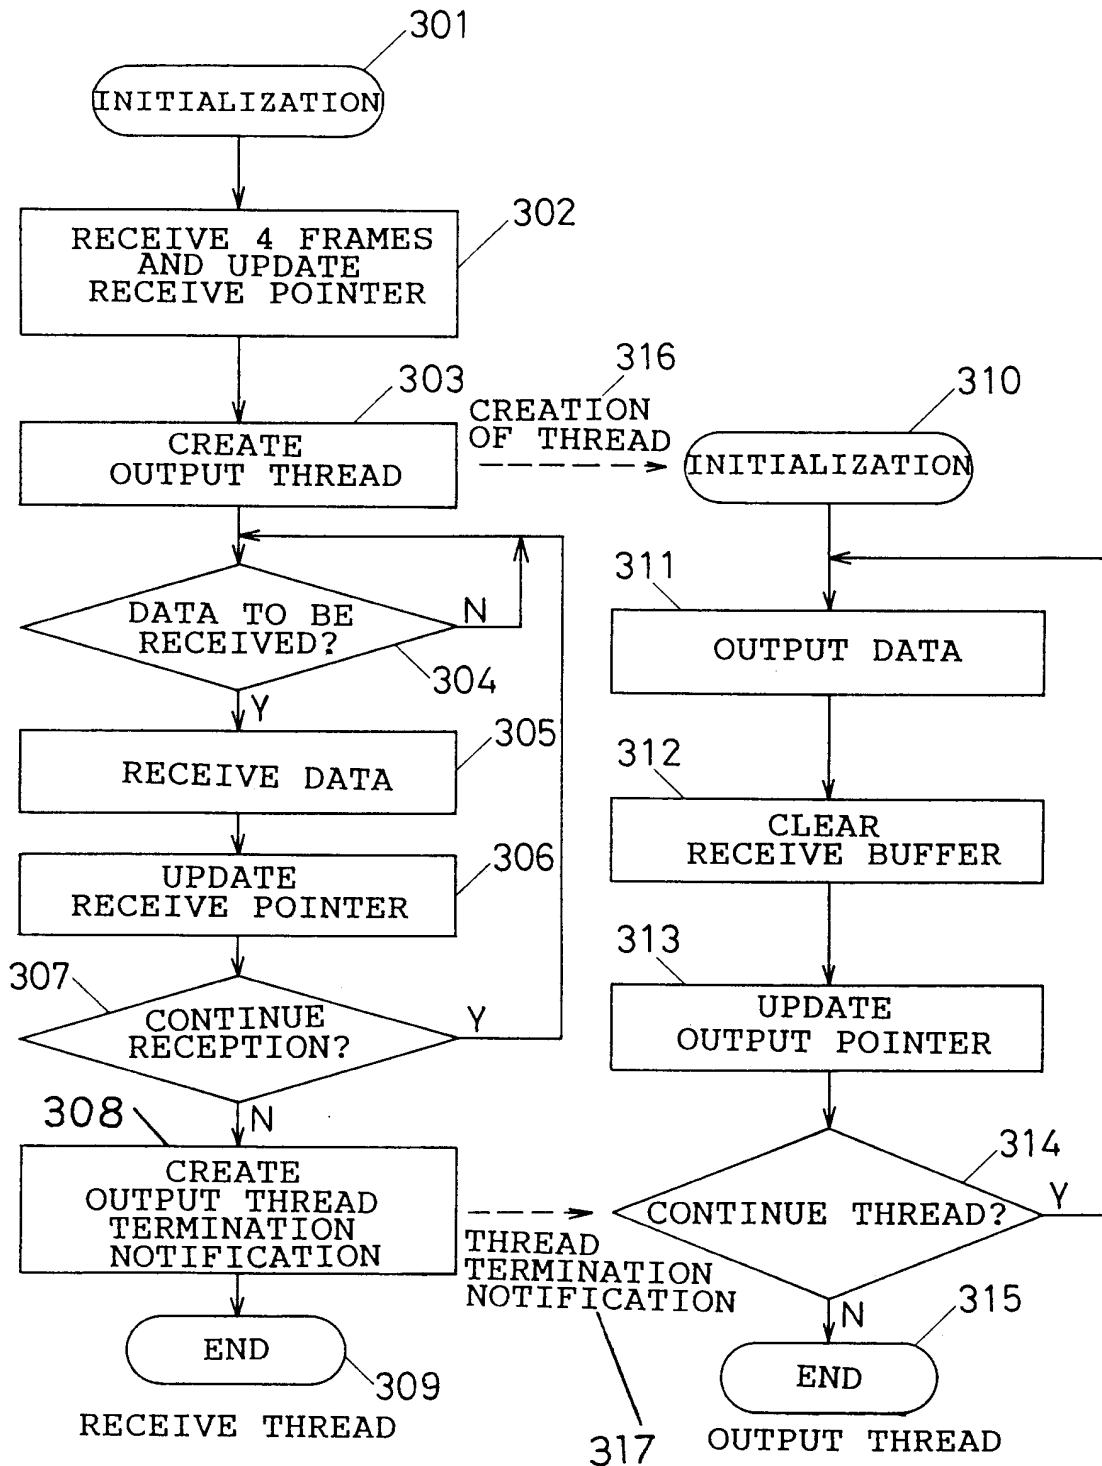 301
INITIALIZATION
302
RECEIVE 4 FRAMES
AND UPDATE
RECEIVE POINTER
303
CREATE
OUTPUT THREAD
316
CREATION
OF THREAD
310
INITIALIZATION
DATA TO BE
RECEIVED?
N
304
Y
305
RECEIVE DATA
306
UPDATE
RECEIVE POINTER
307
CONTINUE
RECEPTION?
Y
N
308
CREATE
OUTPUT THREAD
TERMINATION
NOTIFICATION
THREAD
TERMINATION
NOTIFICATION
317
END
309
RECEIVE THREAD
311
OUTPUT DATA
312
CLEAR
RECEIVE BUFFER
313
UPDATE
OUTPUT POINTER
314
CONTINUE THREAD?
Y
N
315
END
OUTPUT THREAD